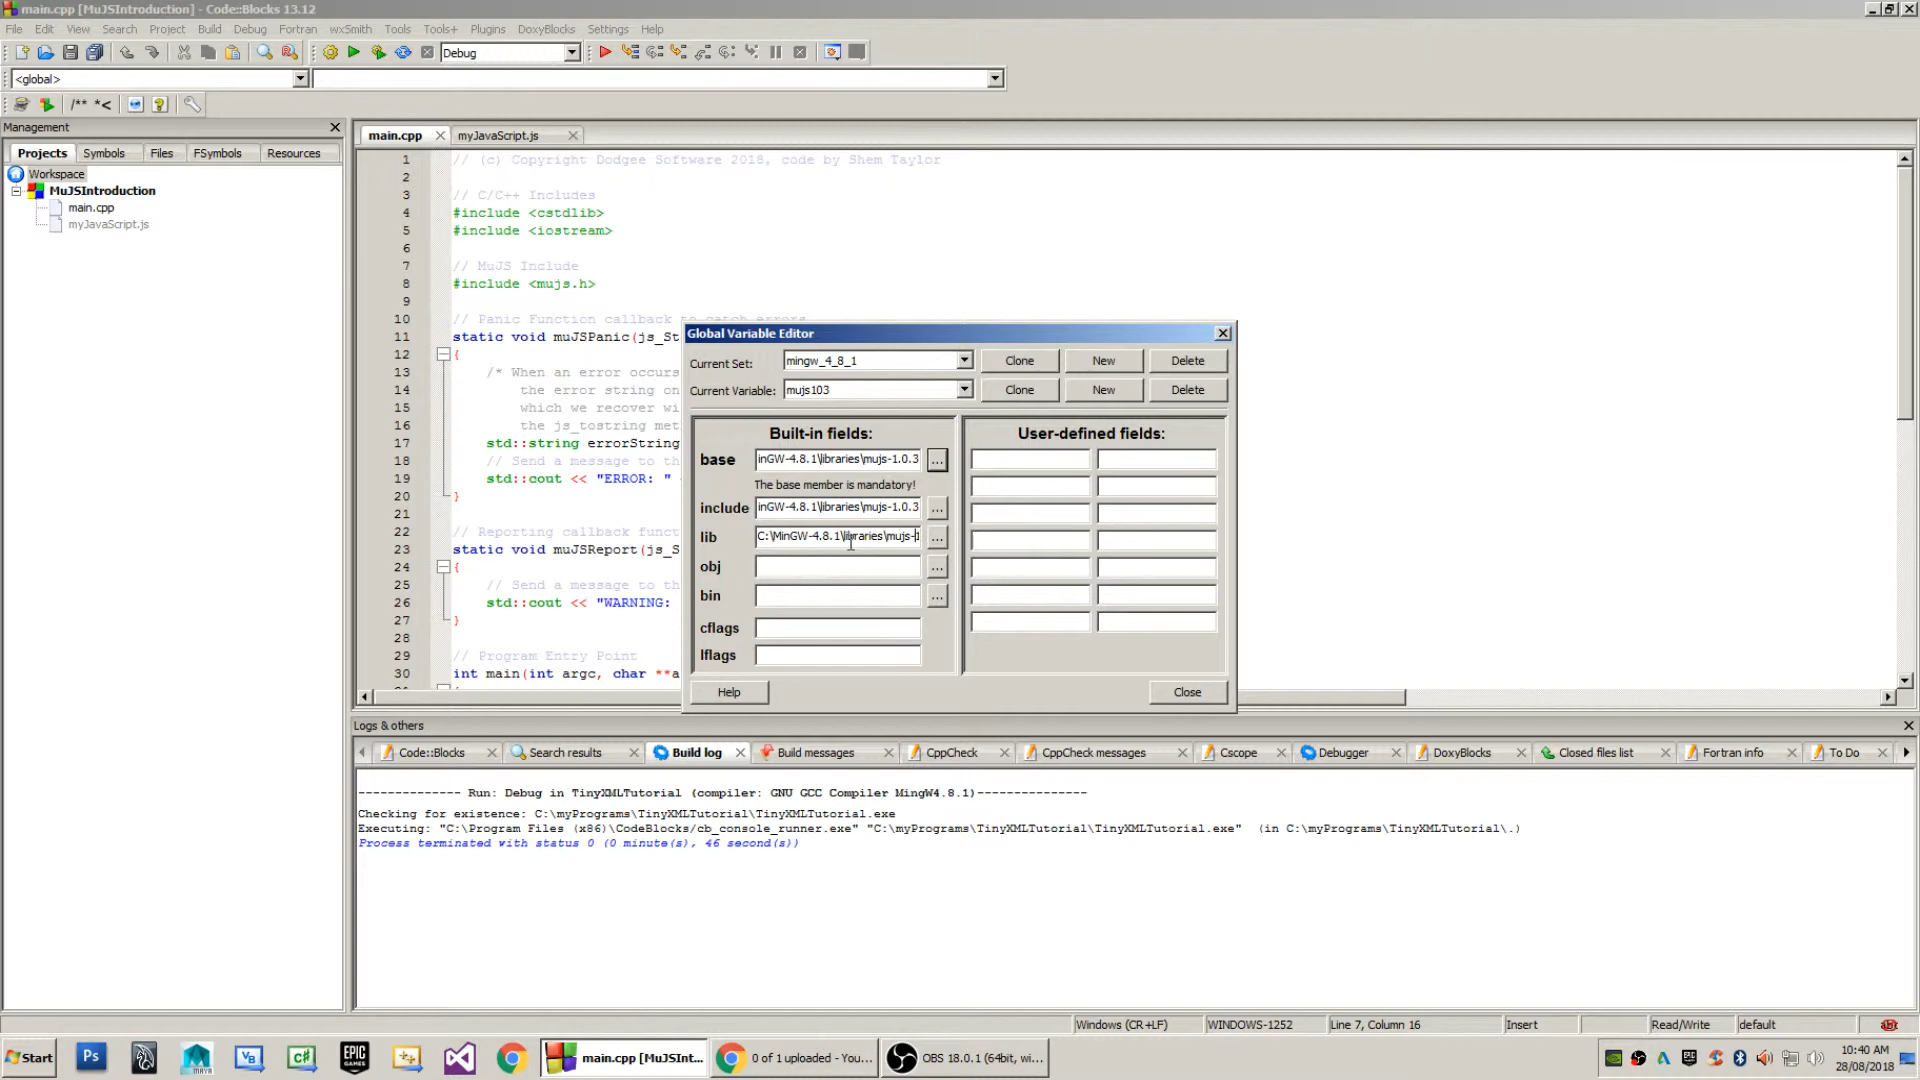 main.cpp [MuJSIntroduction] - Code::Blocks 13.12
File Edit View Search Project Build Debug Fortran wxSmith Tools Tools+ Plugins DoxyBlocks Settings Help
Debug
<global>
/** *<
Management
Projects Symbols Files FSymbols Resources
Workspace
MuJSIntroduction
main.cpp
myJavaScript.js
main.cpp myJavaScript.js
1 // (c) Copyright Dodgee Software 2018, code by Shem Taylor
2
3 // C/C++ Includes
4 #include <cstdlib>
5 #include <iostream>
6
7 // MuJS Include
8 #include <mujs.h>
9
10 // Panic Function callback to catch errors
11 static void muJSPanic(js_St
12 {
13 /* When an error occurs
14 the error string on
15 which we recover wi
16 the js_tostring met
17 std::string errorString
18 // Send a message to th
19 std::cout << "ERROR: "
20 }
21
22 // Reporting callback funct
23 static void muJSReport(js_S
24 {
25 // Send a message to th
26 std::cout << "WARNING:
27 }
28
29 // Program Entry Point
30 int main(int argc, char **a
Global Variable Editor
Current Set: mingw_4_8_1 Clone New Delete
Current Variable: mujs103 Clone New Delete
Built-in fields: User-defined fields:
base inGW-4.8.1\libraries\mujs-1.0.3 ...
The base member is mandatory!
include inGW-4.8.1\libraries\mujs-1.0.3 ...
lib C:\MinGW-4.8.1\libraries\mujs-1 ...
obj ...
bin ...
cflags
lflags
Help Close
Logs & others
Code::Blocks Search results Build log Build messages CppCheck CppCheck messages Cscope Debugger DoxyBlocks Closed files list Fortran info To Do
-------------- Run: Debug in TinyXMLTutorial (compiler: GNU GCC Compiler MingW4.8.1)---------------
Checking for existence: C:\myPrograms\TinyXMLTutorial\TinyXMLTutorial.exe
Executing: "C:\Program Files (x86)\CodeBlocks/cb_console_runner.exe" "C:\myPrograms\TinyXMLTutorial\TinyXMLTutorial.exe" (in C:\myPrograms\TinyXMLTutorial\.)
Process terminated with status 0 (0 minute(s), 46 second(s))
Windows (CR+LF) WINDOWS-1252 Line 7, Column 16 Insert Read/Write default
Start Ps MAYA VB C# EPIC GAMES main.cpp [MuJSInt... 0 of 1 uploaded - You... OBS 18.0.1 (64bit, wi...
10:40 AM
28/08/2018